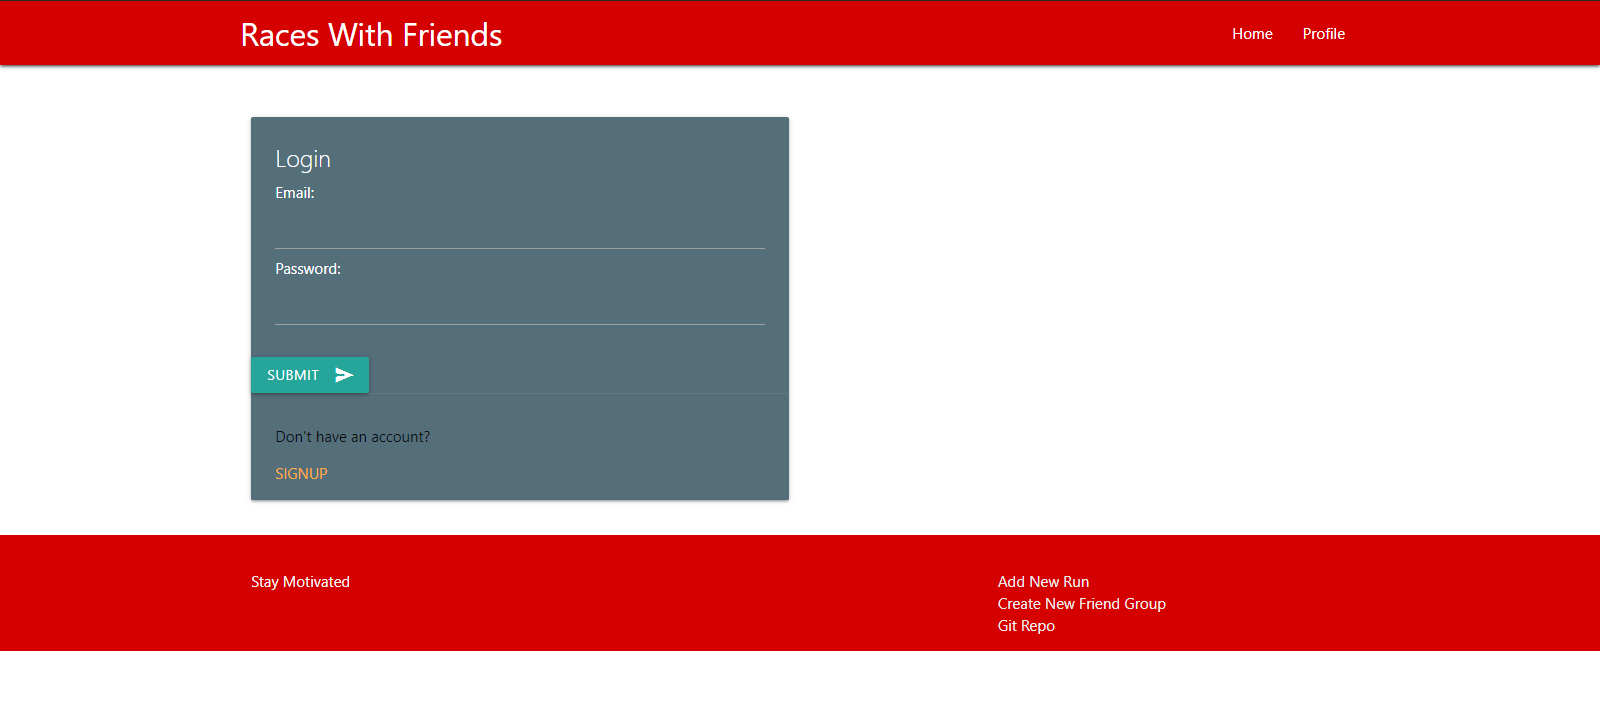 Races With Friends
Home
Profile
Login
Email:
Password:
SUBMIT
Don't have an account?
SIGNUP
Stay Motivated
Add New Run
Create New Friend Group
Git Repo